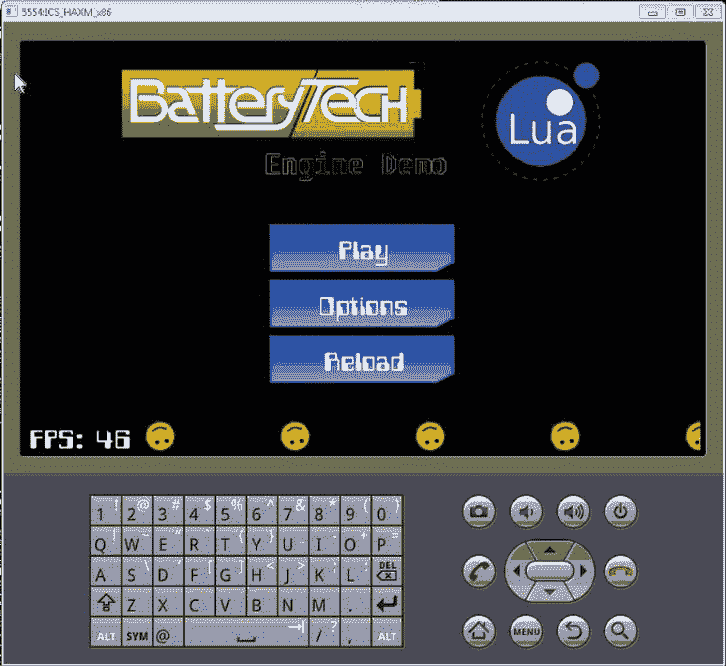 5554:ICS_HAXM_x86
BatteryTech
Lua
Engine Demo
Play
Options
Reload
FPS: 46
1 ! 2 @ 3 # 4 $ 5 % 6 ^ 7 & 8 * 9 ( 0 )
Q W ~ E " R ` T { Y } U _ I - O + P =
A S \ D ' F [ G ] H < J > K ; L : DEL
Z X C V B N M .
ALT SYM @ / ? , ALT
MENU